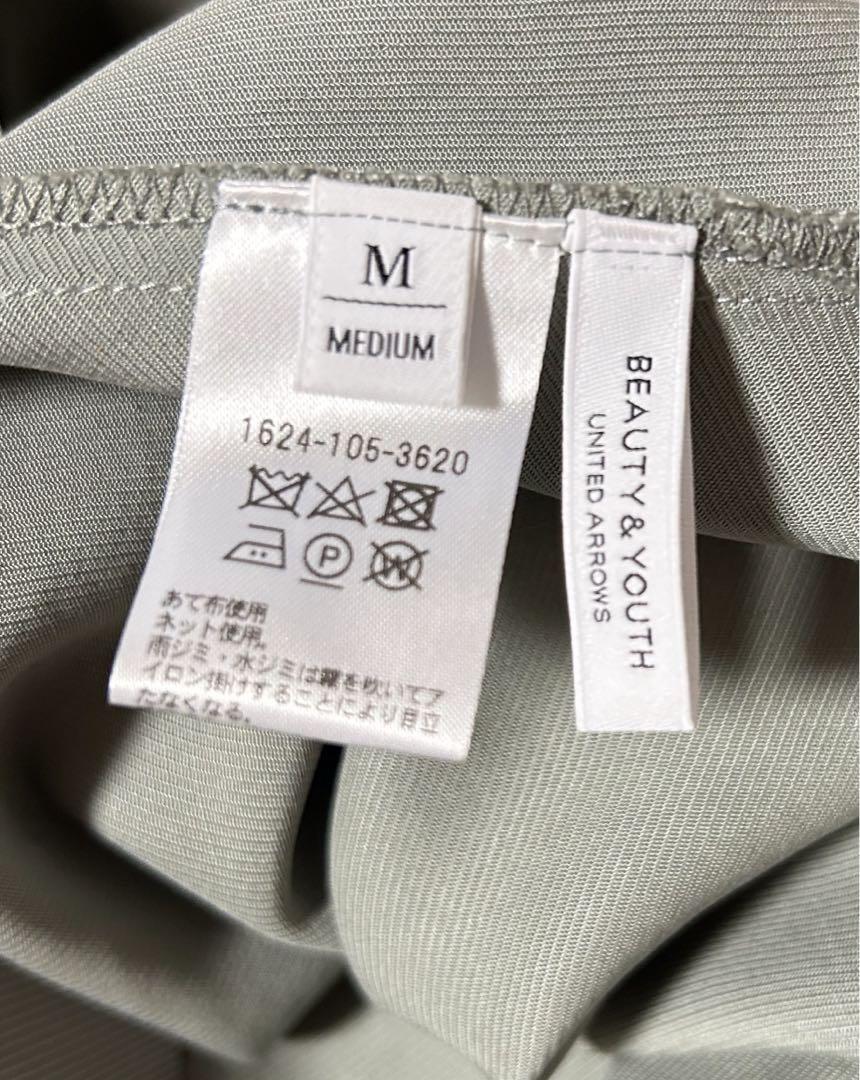 M
MEDIUM
1624-105-3620
P
W
あて布使用
ネット使用。
雨ジミ・水ジミは霧を吹いてア
イロン掛けすることにより目立
たなくなる。
BEAUTY & YOUTH
UNITED ARROWS